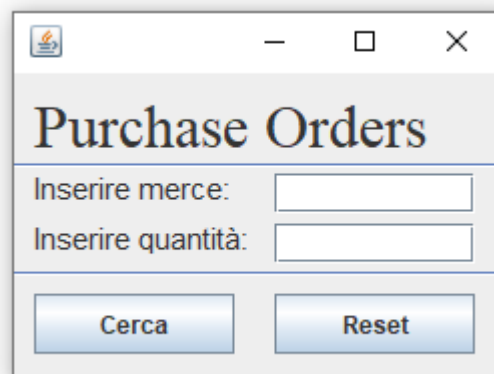 Purchase Orders
Inserire merce:
Inserire quantità:
Cerca Reset